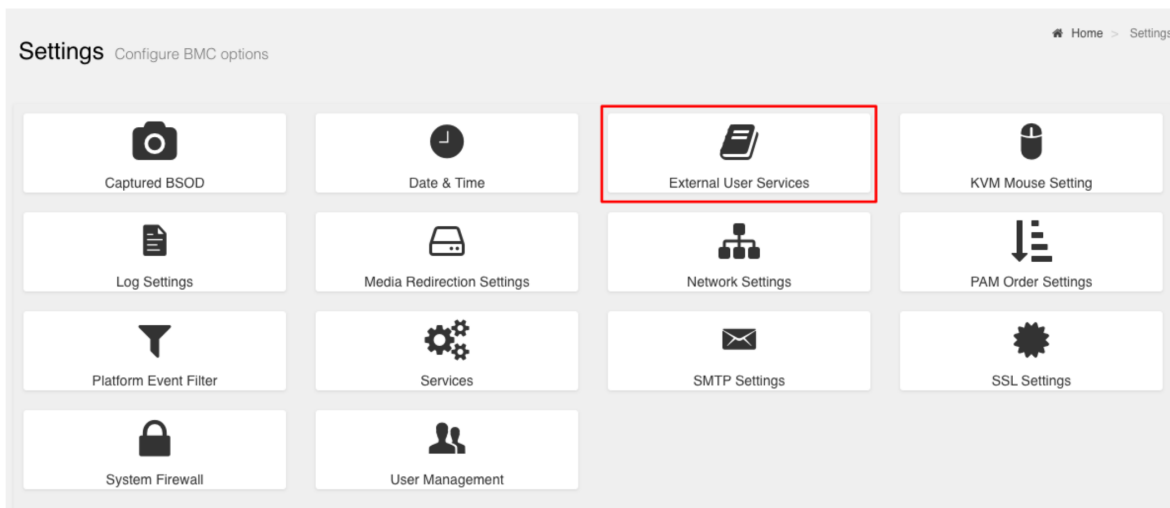 Home > Settings
Settings Configure BMC options
Captured BSOD
Date & Time
External User Services
KVM Mouse Setting
Log Settings
Media Redirection Settings
Network Settings
PAM Order Settings
Platform Event Filter
Services
SMTP Settings
SSL Settings
System Firewall
User Management